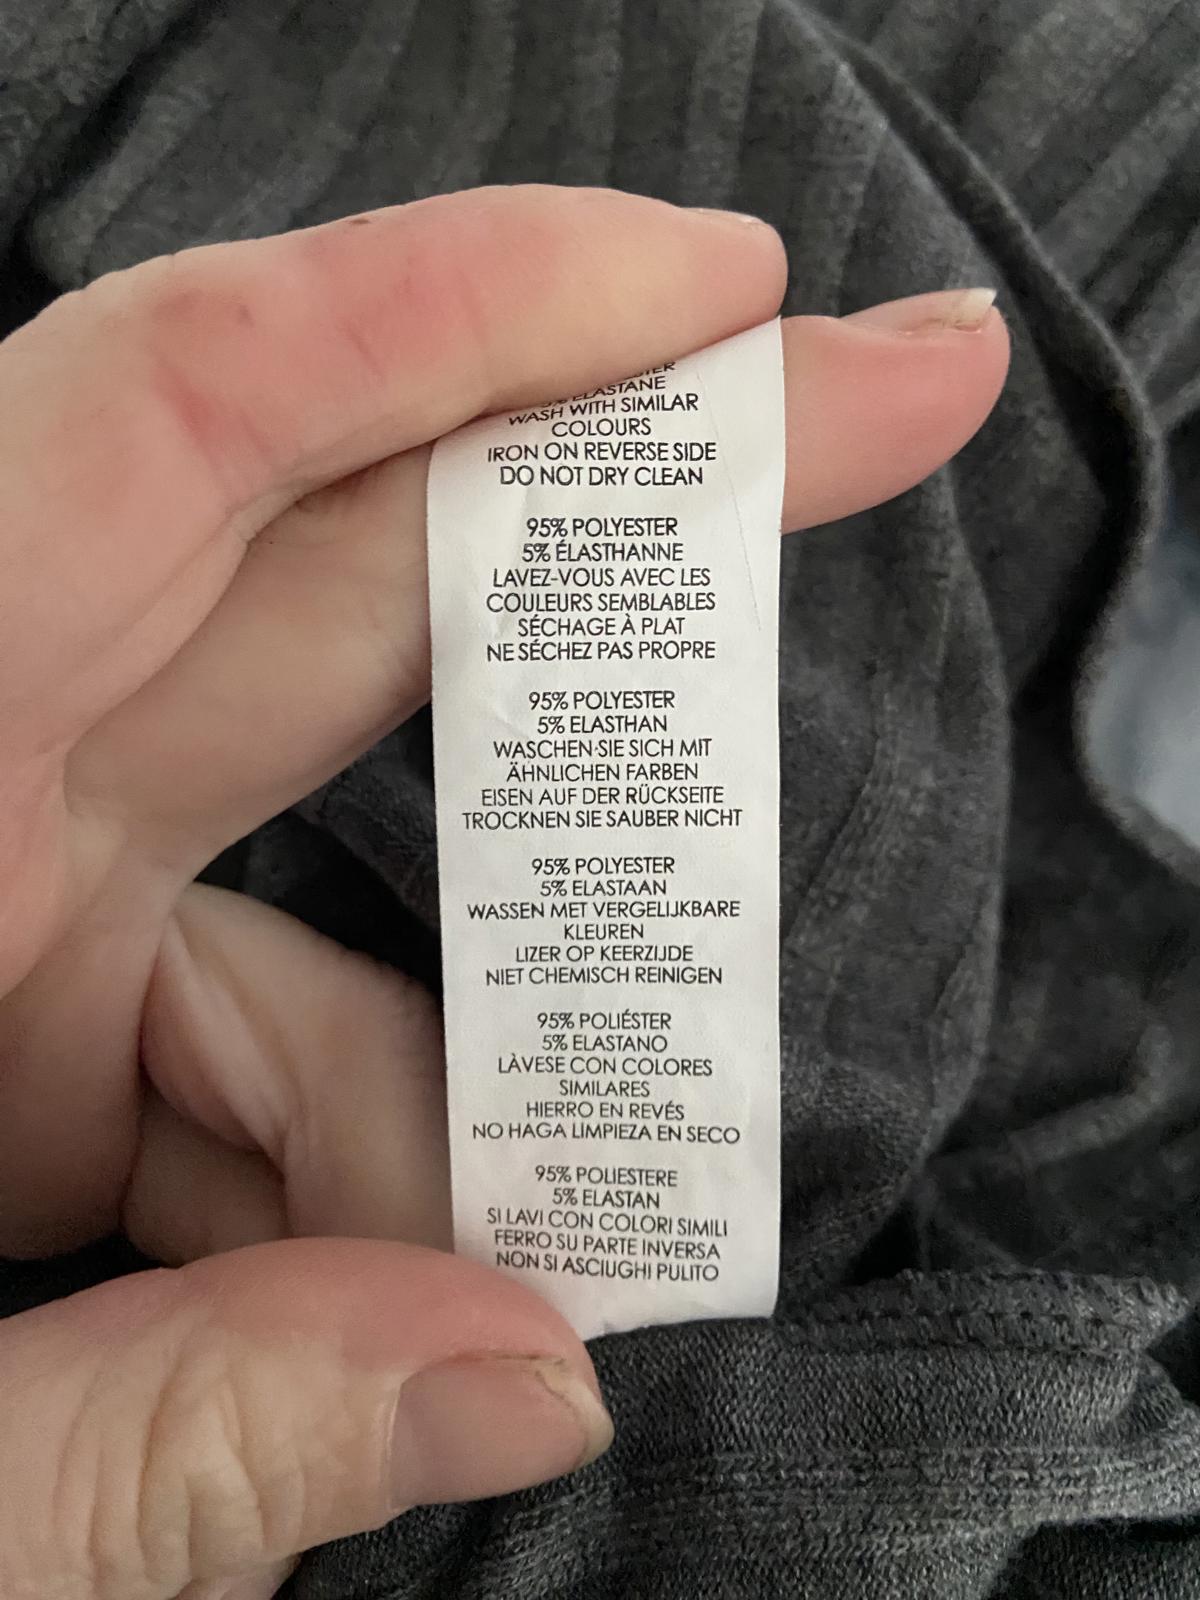 ELASTANE
WASH WITH SIMILAR
COLOURS
IRON ON REVERSE SIDE
DO NOT DRY CLEAN
95% POLYESTER
5% ÉLASTHANNE
LAVEZ-VOUS AVEC LES
COULEURS SEMBLABLES
SÉCHAGE À PLAT
NE SÉCHEZ PAS PROPRE
95% POLYESTER
5% ELASTHAN
WASCHEN SIE SICH MIT
ÄHNLICHEN FARBEN
EISEN AUF DER RÜCKSEITE
TROCKNEN SIE SAUBER NICHT
95% POLYESTER
5% ELASTAAN
WASSEN MET VERGELIJKBARE
KLEUREN
LIZER OP KEERZIJDE
NIET CHEMISCH REINIGEN
95% POLIÉSTER
5% ELASTANO
LÀVESE CON COLORES
SIMILARES
HIERRO EN REVÉS
NO HAGA LIMPIEZA EN SECO
95% POLIESTERE
5% ELASTAN
SI LAVI CON COLORI SIMILI
FERRO SU PARTE INVERSA
NON SI ASCIUGHI PULITO